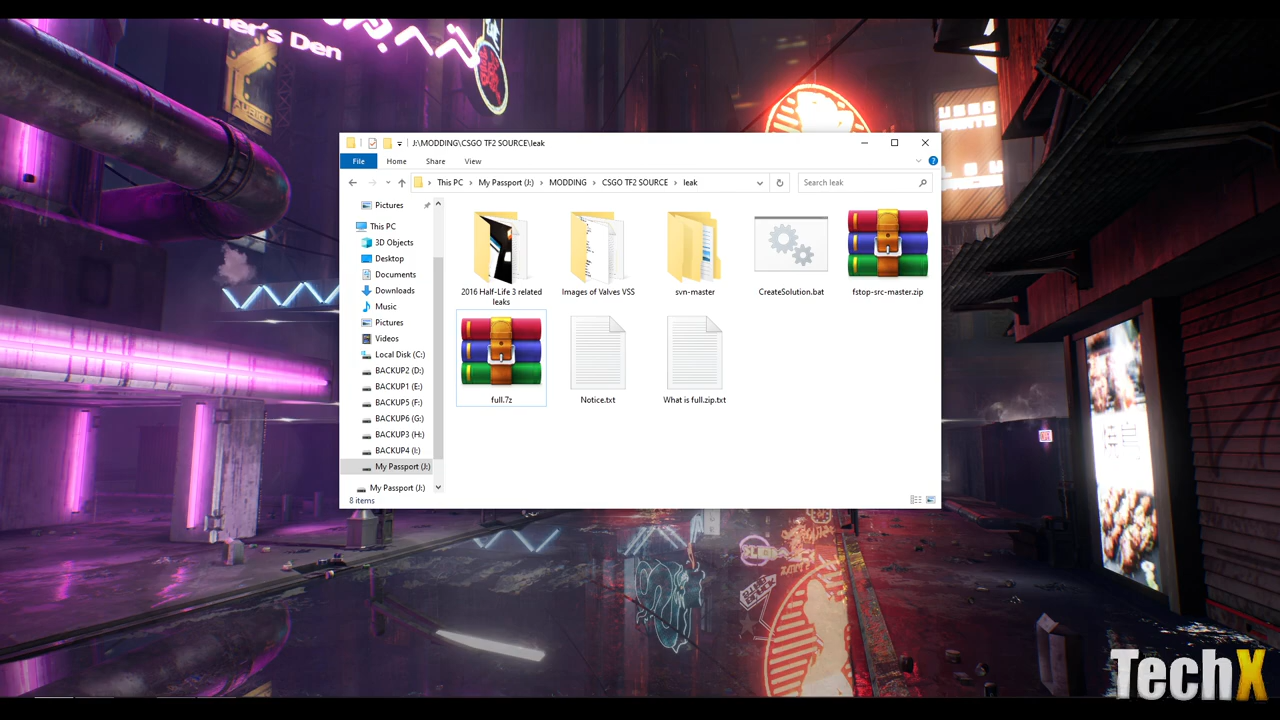 ner's Den
J:\MODDING\CSGO TF2 SOURCE\leak
File Home Share View
This PC > My Passport (J:) > MODDING > CSGO TF2 SOURCE > leak
Search leak
Pictures
This PC
3D Objects
Desktop
Documents
Downloads
Music
Pictures
Videos
Local Disk (C:)
BACKUP2 (D:)
BACKUP1 (E:)
BACKUP5 (F:)
BACKUP6 (G:)
BACKUP3 (H:)
BACKUP4 (I:)
My Passport (J:)
My Passport (J:)
2016 Half-Life 3 related
leaks
Images of Valves VSS
svn-master
CreateSolution.bat
fstop-src-master.zip
full.7z
Notice.txt
What is full.zip.txt
8 items
USED
TechX